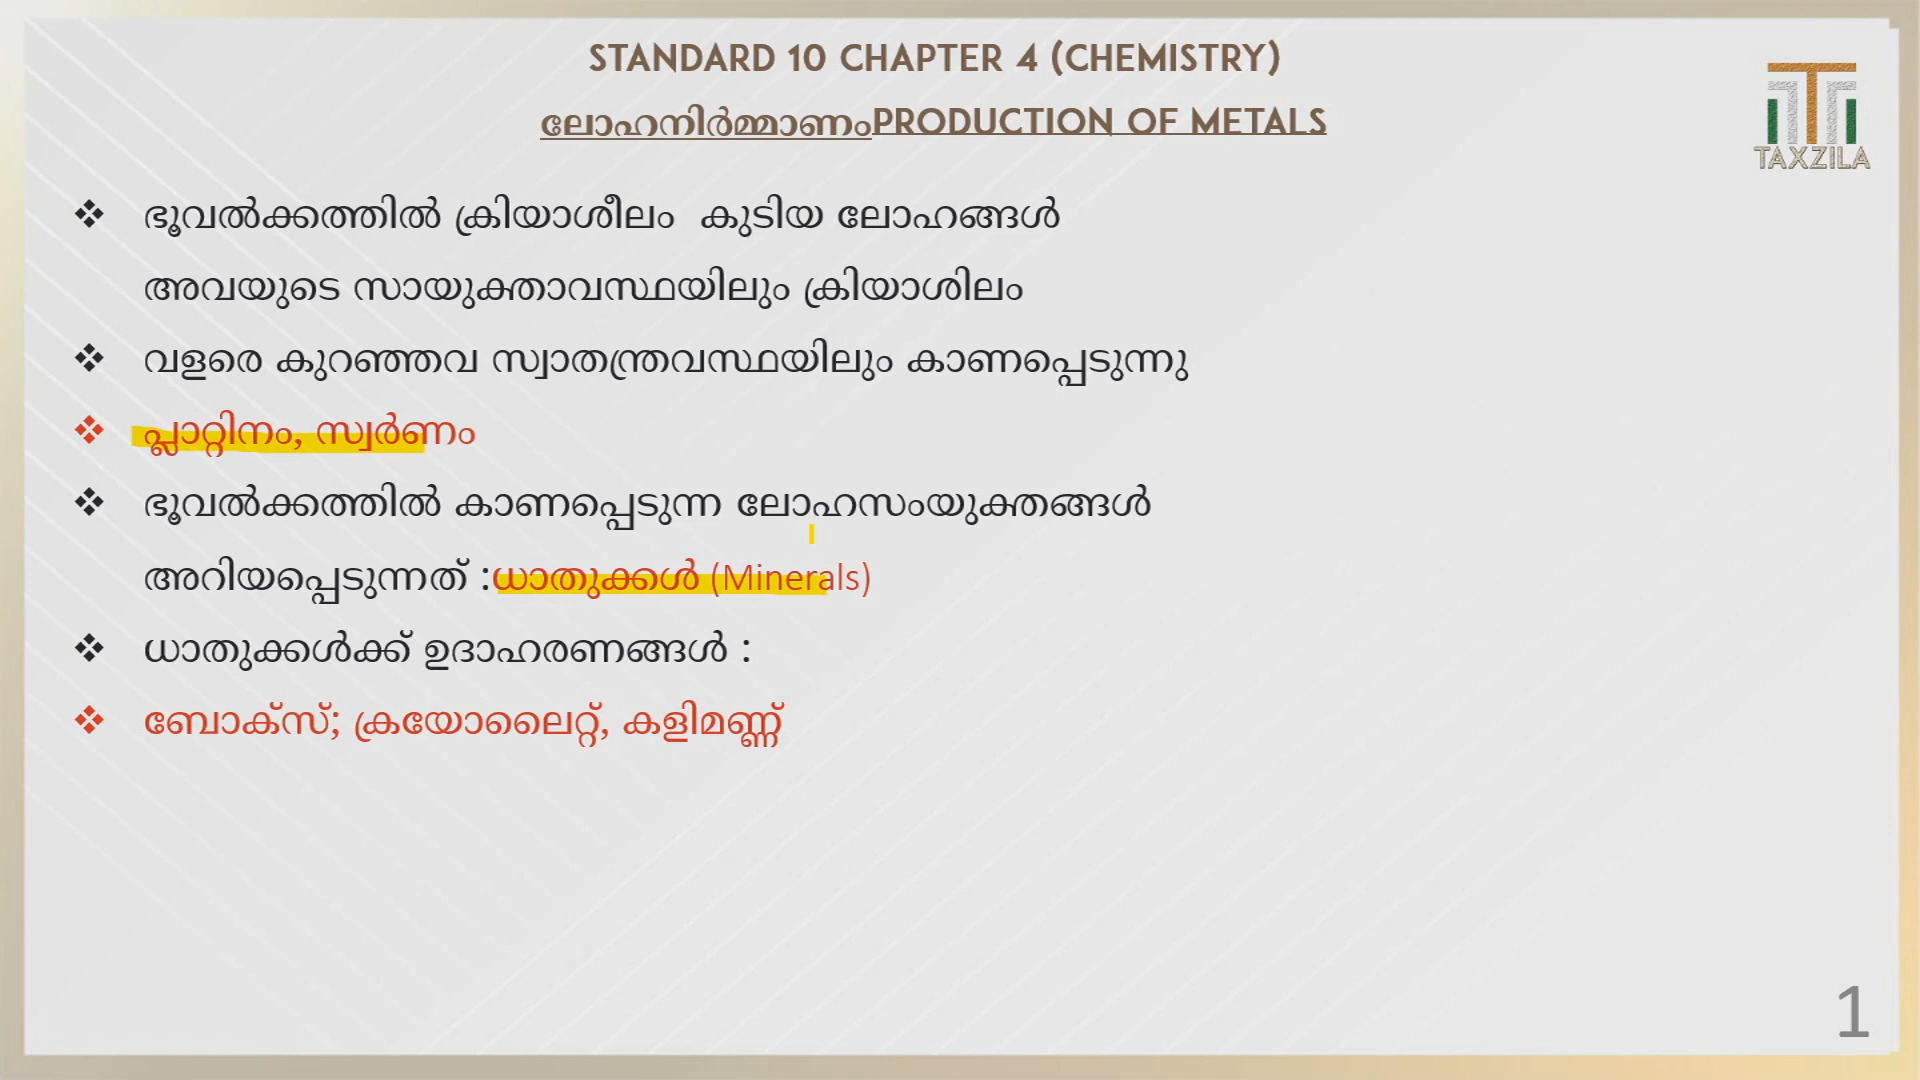 STANDARD 10 CHAPTER 4 (CHEMISTRY)
ലോഹനിർമ്മാണംPRODUCTION OF METALS
TAXZILA
❖ ഭൂവൽക്കത്തിൽ ക്രിയാശീലം കുടിയ ലോഹങ്ങൾ
അവയുടെ സായുക്താവസ്ഥയിലും ക്രിയാശിലം
❖ വളരെ കുറഞ്ഞവ സ്വാതന്ത്രവസ്ഥയിലും കാണപ്പെടുന്നു
❖ പ്ലാറ്റിനം, സ്വർണം
❖ ഭൂവൽക്കത്തിൽ കാണപ്പെടുന്ന ലോഹസംയുക്തങ്ങൾ
അറിയപ്പെടുന്നത് :ധാതുക്കൾ (Minerals)
❖ ധാതുക്കൾക്ക് ഉദാഹരണങ്ങൾ :
❖ ബോക്സ്; ക്രയോലൈറ്റ്, കളിമണ്ണ്
1